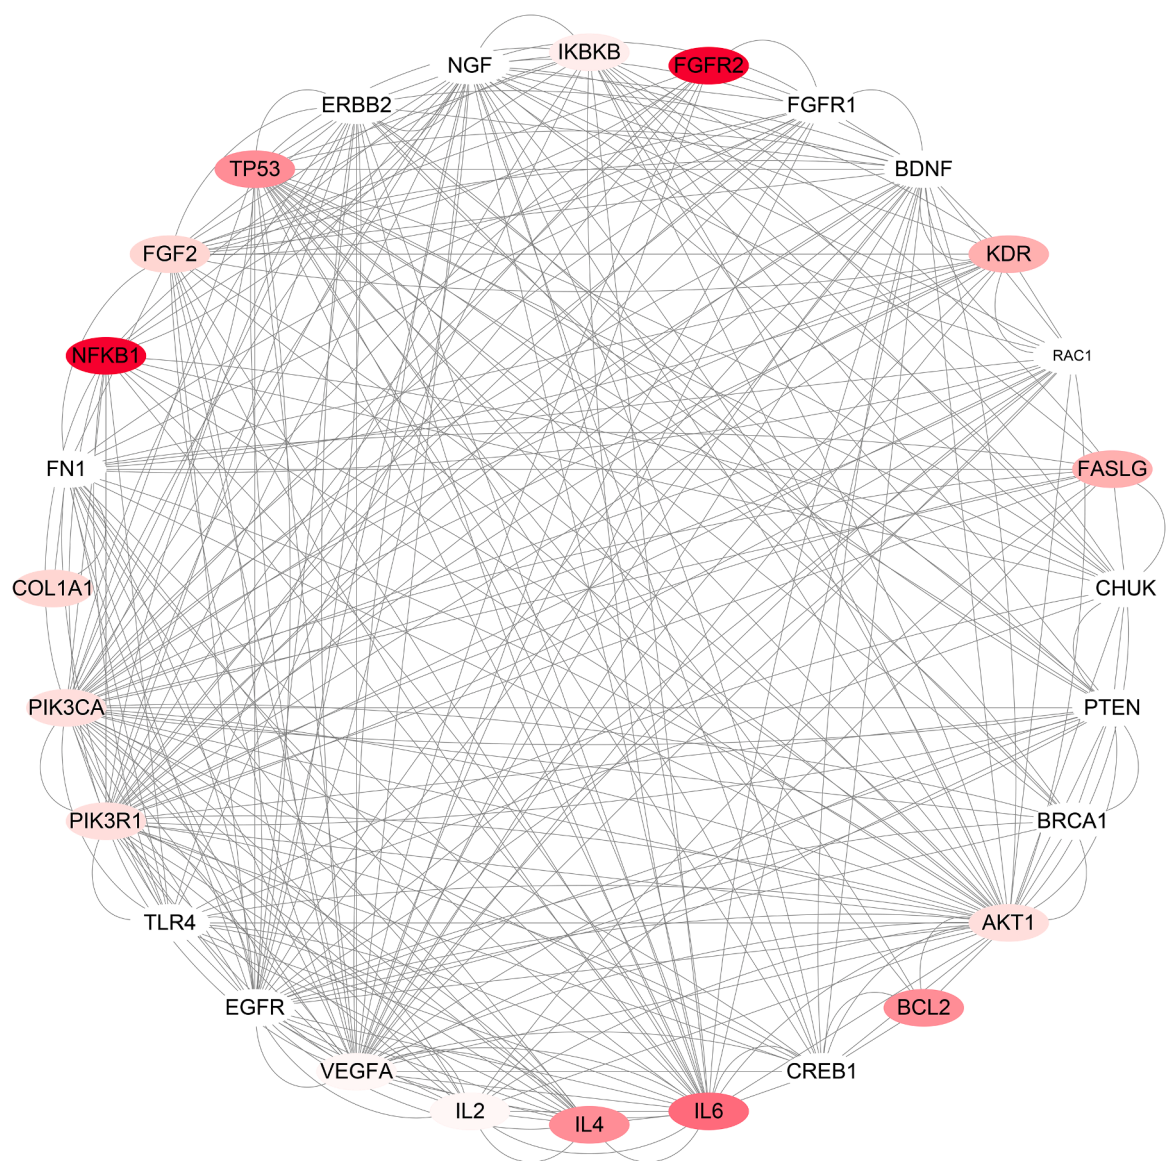 IKBKB
NGF
FGFR2
ERBB2
FGFR1
TP53
BDNF
FGF2
KDR
NFKB1
RAC1
FN1
FASLG
COL1A1
CHUK
PIK3CA
PTEN
PIK3R1
BRCA1
TLR4
AKT1
EGFR
BCL2
VEGFA
CREB1
IL2
IL6
IL4